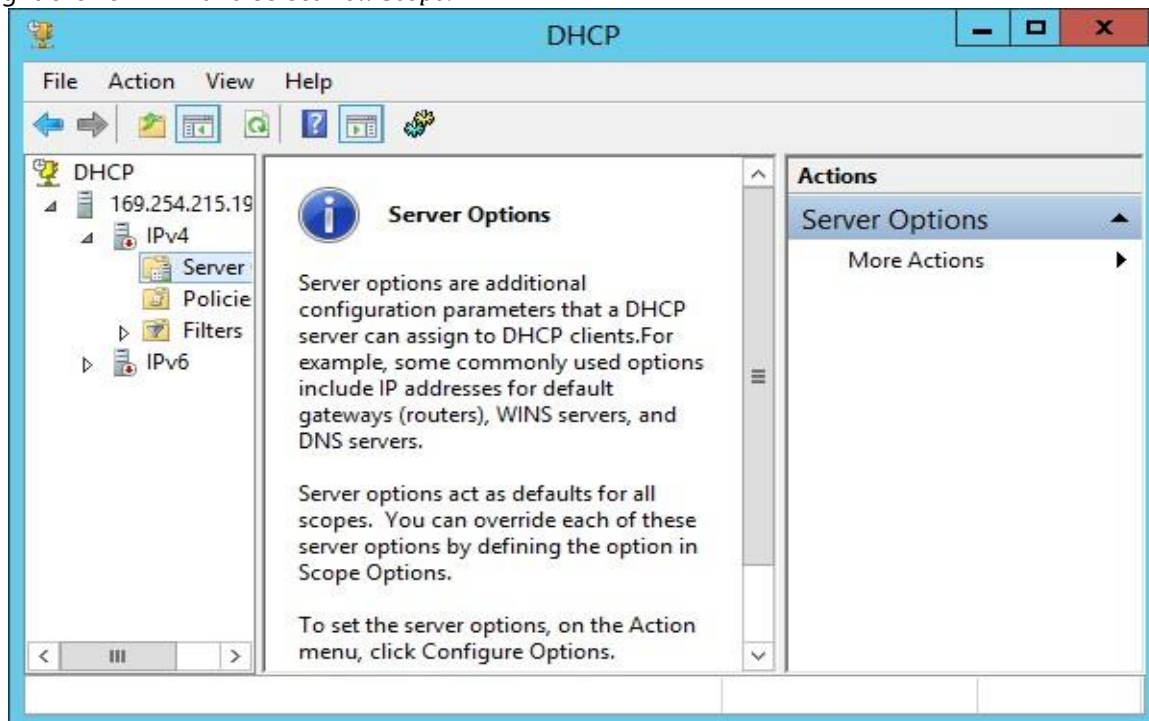 DHCP
File Action View Help
DHCP
169.254.215.19
IPv4
Server
Policie
Filters
IPv6
Server Options
Server options are additional
configuration parameters that a DHCP
server can assign to DHCP clients.For
example, some commonly used options
include IP addresses for default
gateways (routers), WINS servers, and
DNS servers.
Server options act as defaults for all
scopes. You can override each of these
server options by defining the option in
Scope Options.
To set the server options, on the Action
menu, click Configure Options.
Actions
Server Options
More Actions